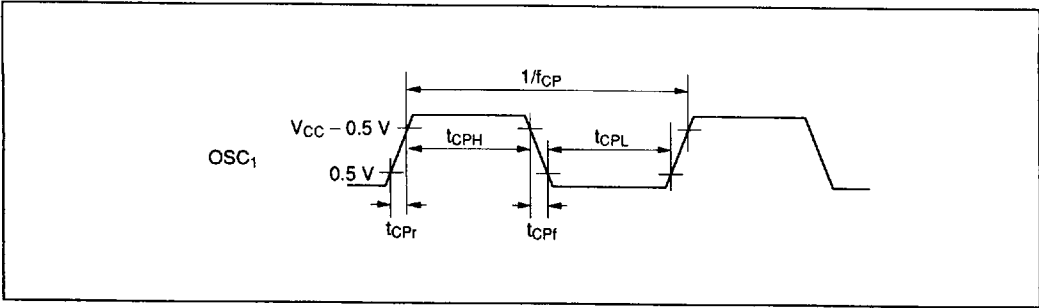 1/fCP
VCC – 0.5 V
tCPH
tCPL
OSC1
0.5 V
tCPr
tCPf